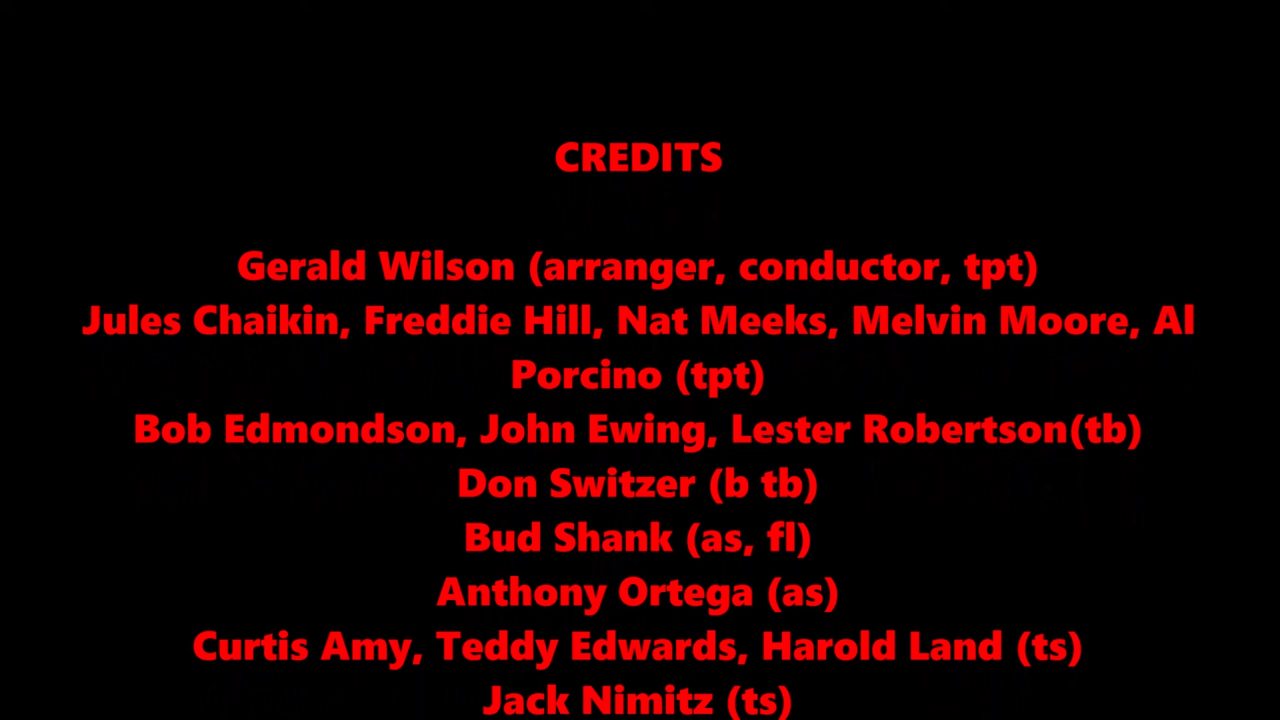 CREDITS
Gerald Wilson (arranger, conductor, tpt)
Jules Chaikin, Freddie Hill, Nat Meeks, Melvin Moore, Al
Porcino (tpt)
Bob Edmondson, John Ewing, Lester Robertson(tb)
Don Switzer (b tb)
Bud Shank (as, fl)
Anthony Ortega (as)
Curtis Amy, Teddy Edwards, Harold Land (ts)
Jack Nimitz (ts)